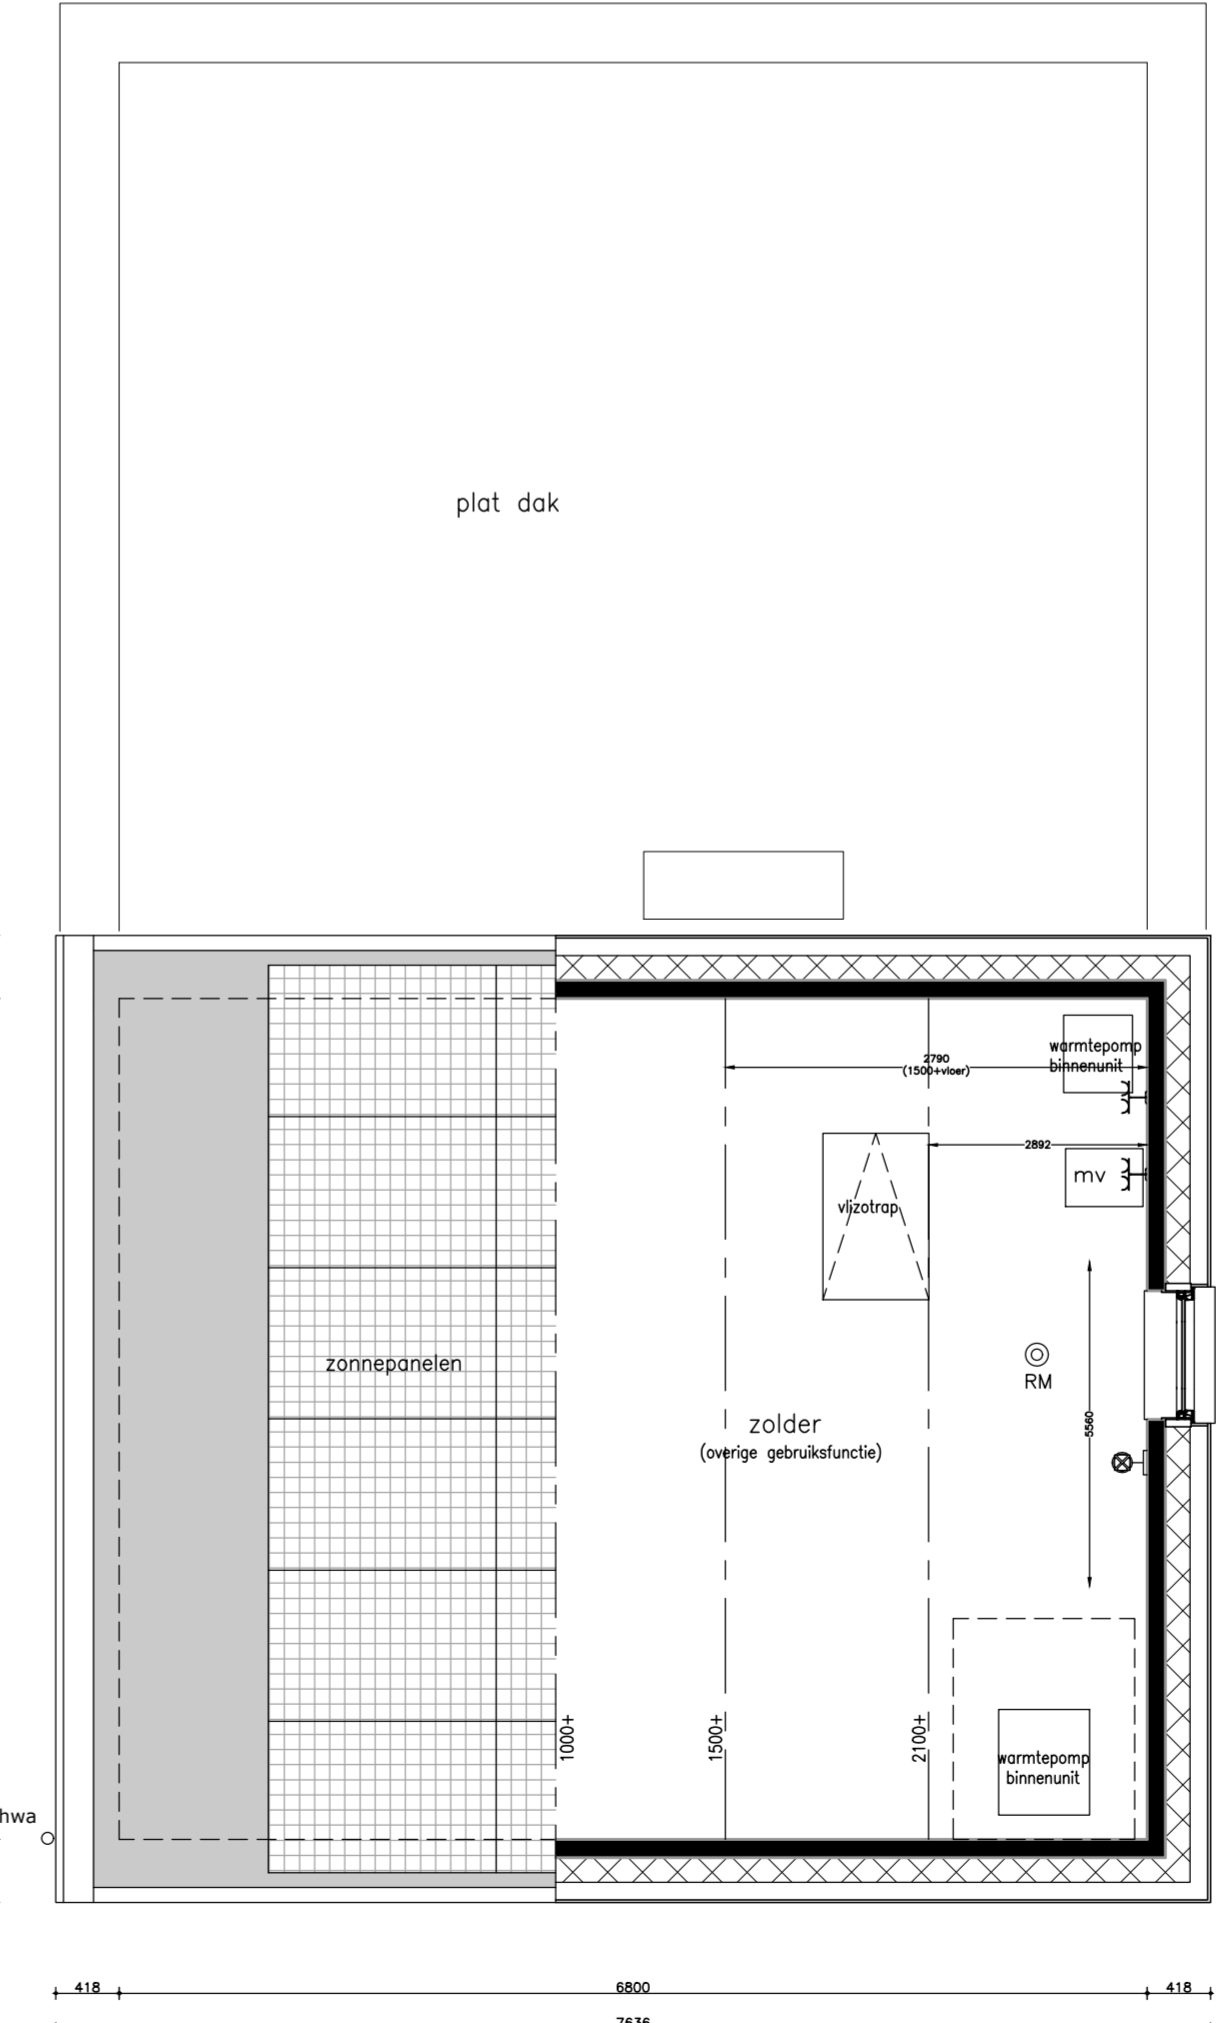 plat dak
warmtepomp
binnenunit
2790
(1500+vloer)
2892
mv
vlizotrap
zonnepanelen
RM
zolder
(overige gebruiksfunctie)
5560
1000+
1500+
2100+
warmtepomp
binnenunit
hwa
418
6800
418
7636